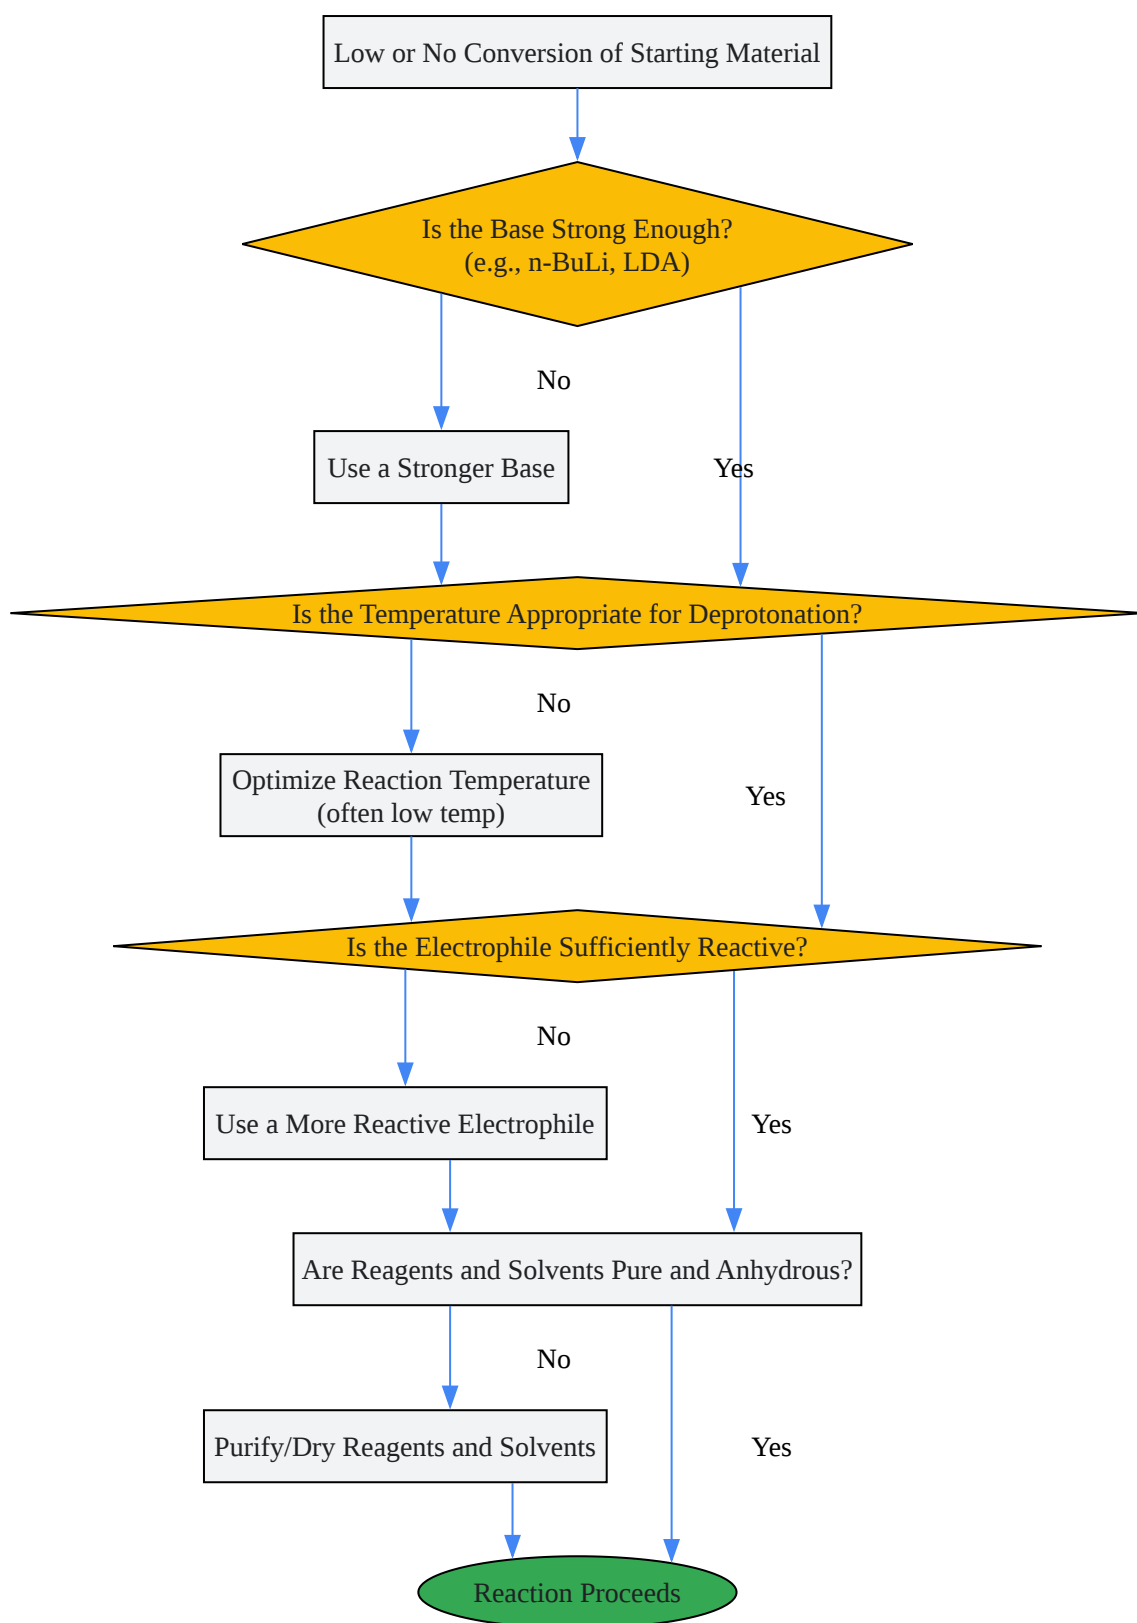 Low or No Conversion of Starting Material
Is the Base Strong Enough?
(e.g., n-BuLi, LDA)
No
Use a Stronger Base
Yes
Is the Temperature Appropriate for Deprotonation?
No
Optimize Reaction Temperature
(often low temp)
Yes
Is the Electrophile Sufficiently Reactive?
No
Use a More Reactive Electrophile
Yes
Are Reagents and Solvents Pure and Anhydrous?
No
Purify/Dry Reagents and Solvents
Yes
Reaction Proceeds